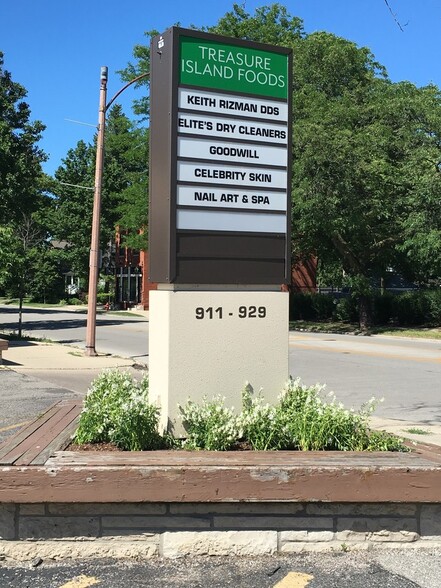 TREASURE
ISLAND FOODS
KEITH RIZMAN DDS
ELITE'S DRY CLEANERS
GOODWILL
CELEBRITY SKIN
NAIL ART & SPA
911 - 929